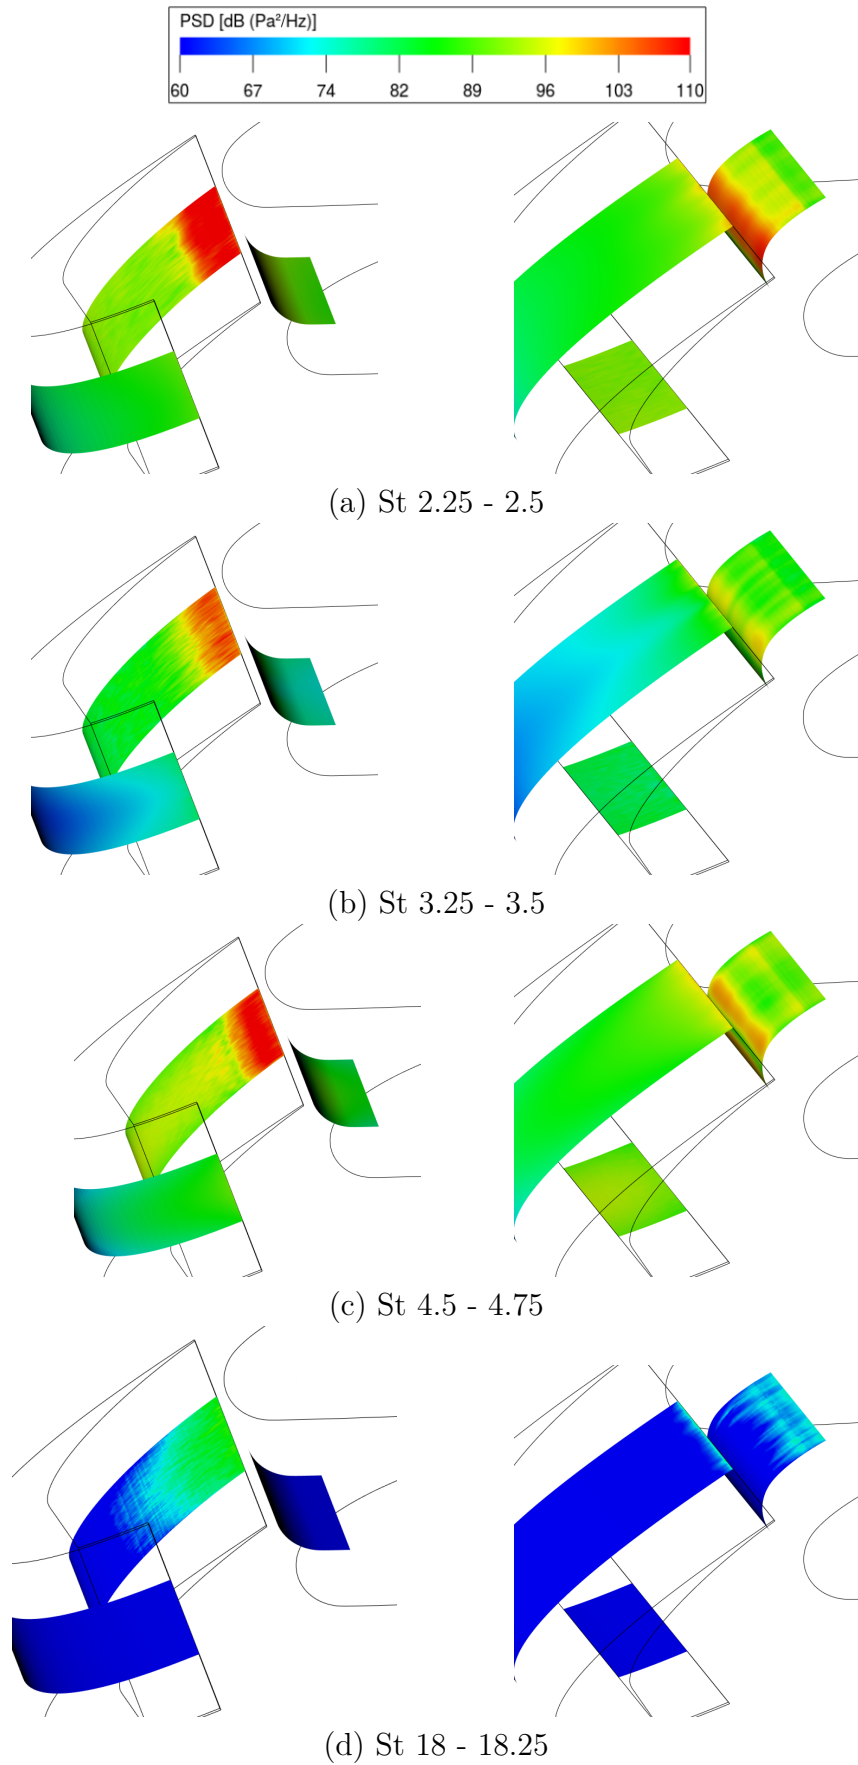 PSD [dB (Pa²/Hz)]
60 67 74 82 89 96 103 110
(a) St 2.25 - 2.5
(b) St 3.25 - 3.5
(c) St 4.5 - 4.75
(d) St 18 - 18.25